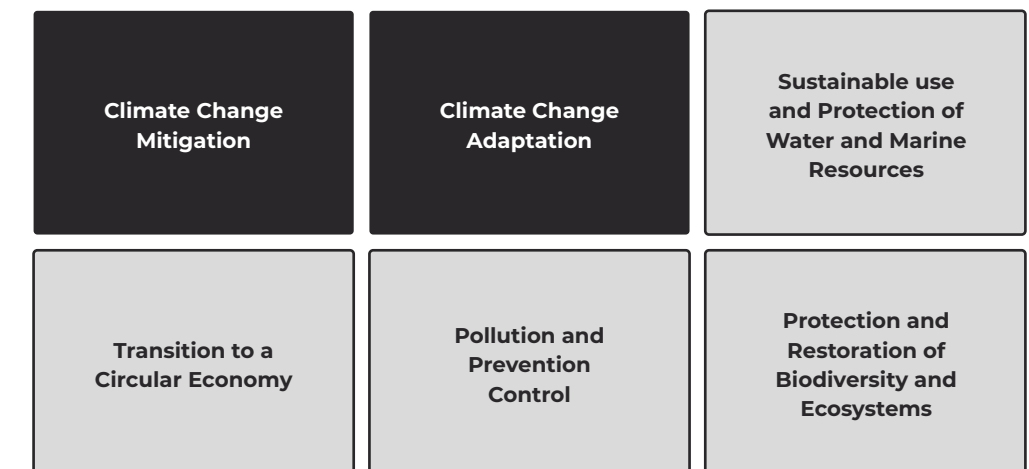 Climate Change
Mitigation
Climate Change
Adaptation
Sustainable use
and Protection of
Water and Marine
Resources
Transition to a
Circular Economy
Pollution and
Prevention
Control
Protection and
Restoration of
Biodiversity and
Ecosystems